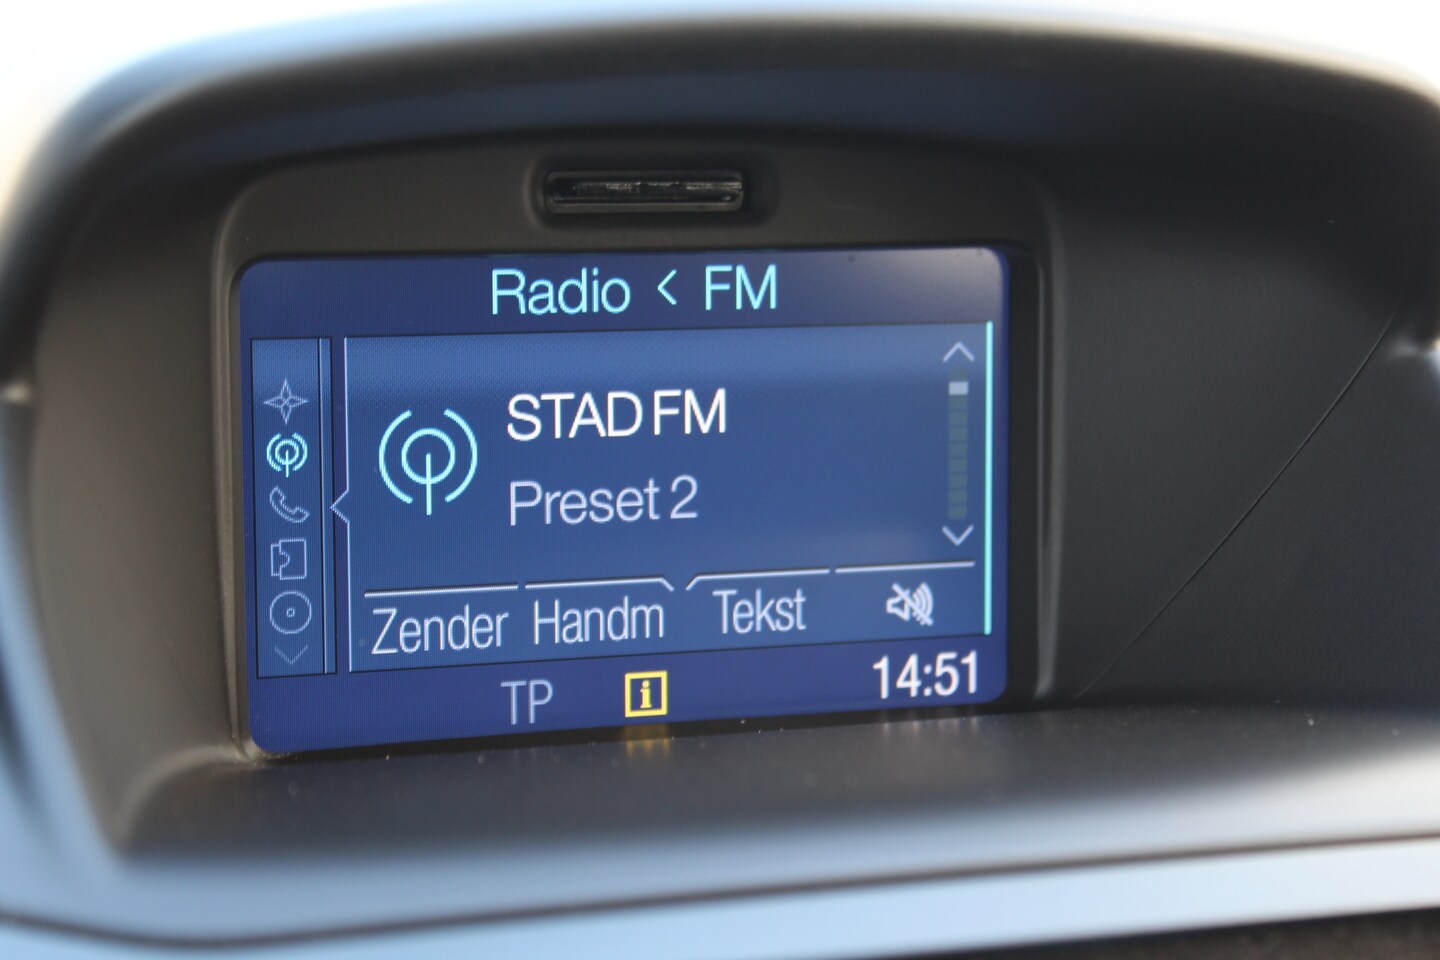 Radio < FM
STAD FM
Preset 2
Zender Handm Tekst
TP i 14:51